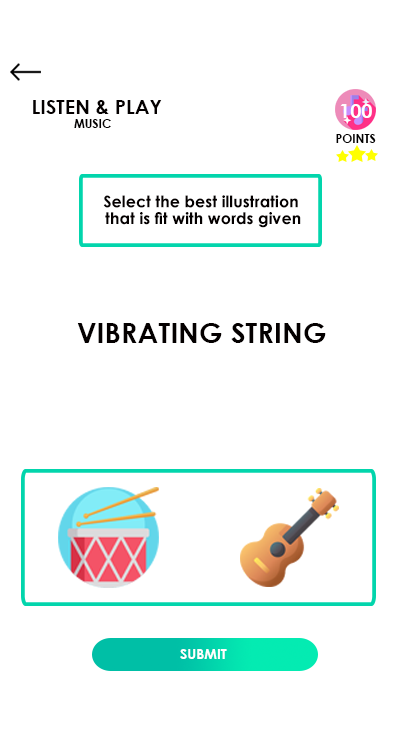 LISTEN & PLAY
MUSIC
100
POINTS
Select the best illustration
that is fit with words given
VIBRATING STRING
SUBMIT